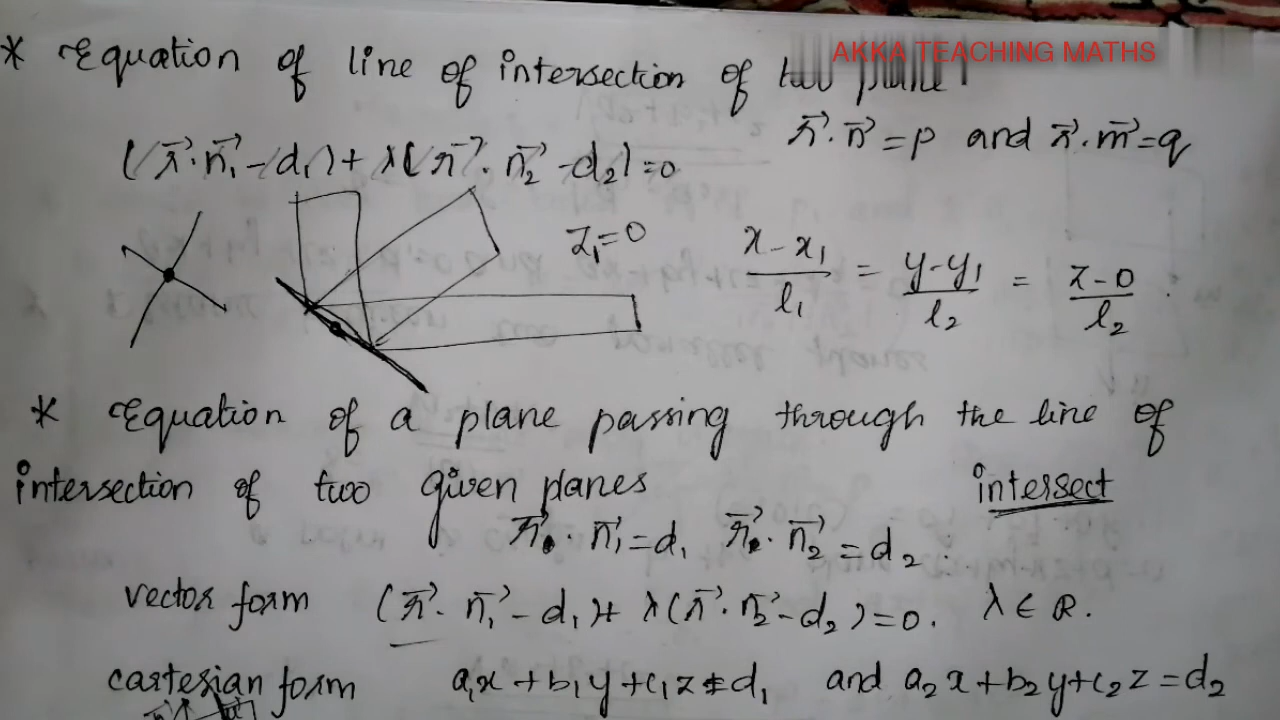 * Equation of line of intersection of two plane
AKKA TEACHING MATHS
r⃗·n⃗=p and r⃗·m⃗=q
(r⃗·n⃗₁-d₁)+λ(r⃗·n⃗₂-d₂)=0
z₁=0
(x-x₁)/l₁ = (y-y₁)/l₂ = (z-0)/l₂
* Equation of a plane passing through the line of
intersection of two given planes
intersect
r⃗·n⃗₁=d₁ r⃗·n⃗₂=d₂
vector form (r⃗·n⃗₁-d₁)+λ(r⃗·n⃗₂-d₂)=0. λ∈R.
cartesian form a₁x+b₁y+c₁z=d₁ and a₂x+b₂y+c₂z=d₂